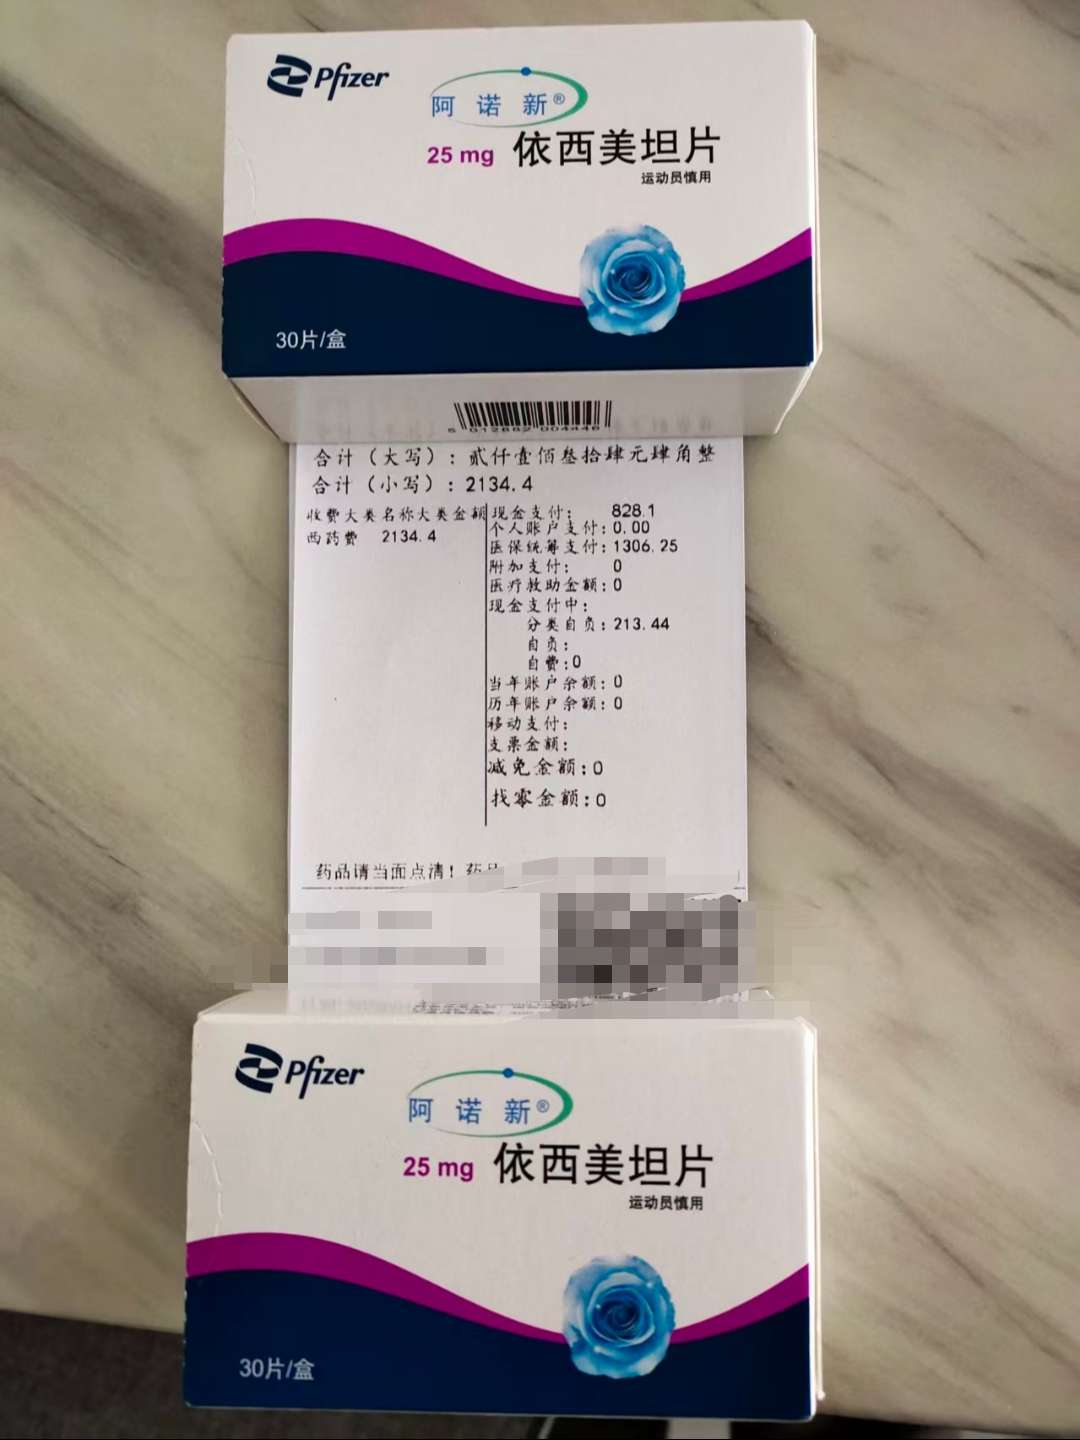 Pfizer
阿诺新®
25 mg 依西美坦片
运动员慎用
30片/盒
合计（大写）：贰仟壹佰叁拾肆元肆角整
合计（小写）：2134.4
收费大类名称大类金额
西药费 2134.4
现金支付： 828.1
个人账户支付：0.00
医保统筹支付：1306.25
附加支付： 0
医疗救助金额：0
现金支付中：
分类自负：213.44
自负：
自费：0
当年账户余额：0
历年账户余额：0
移动支付：
支票金额：
减免金额：0
找零金额：0
药品请当面点清！药品
Pfizer
阿诺新®
25 mg 依西美坦片
运动员慎用
30片/盒